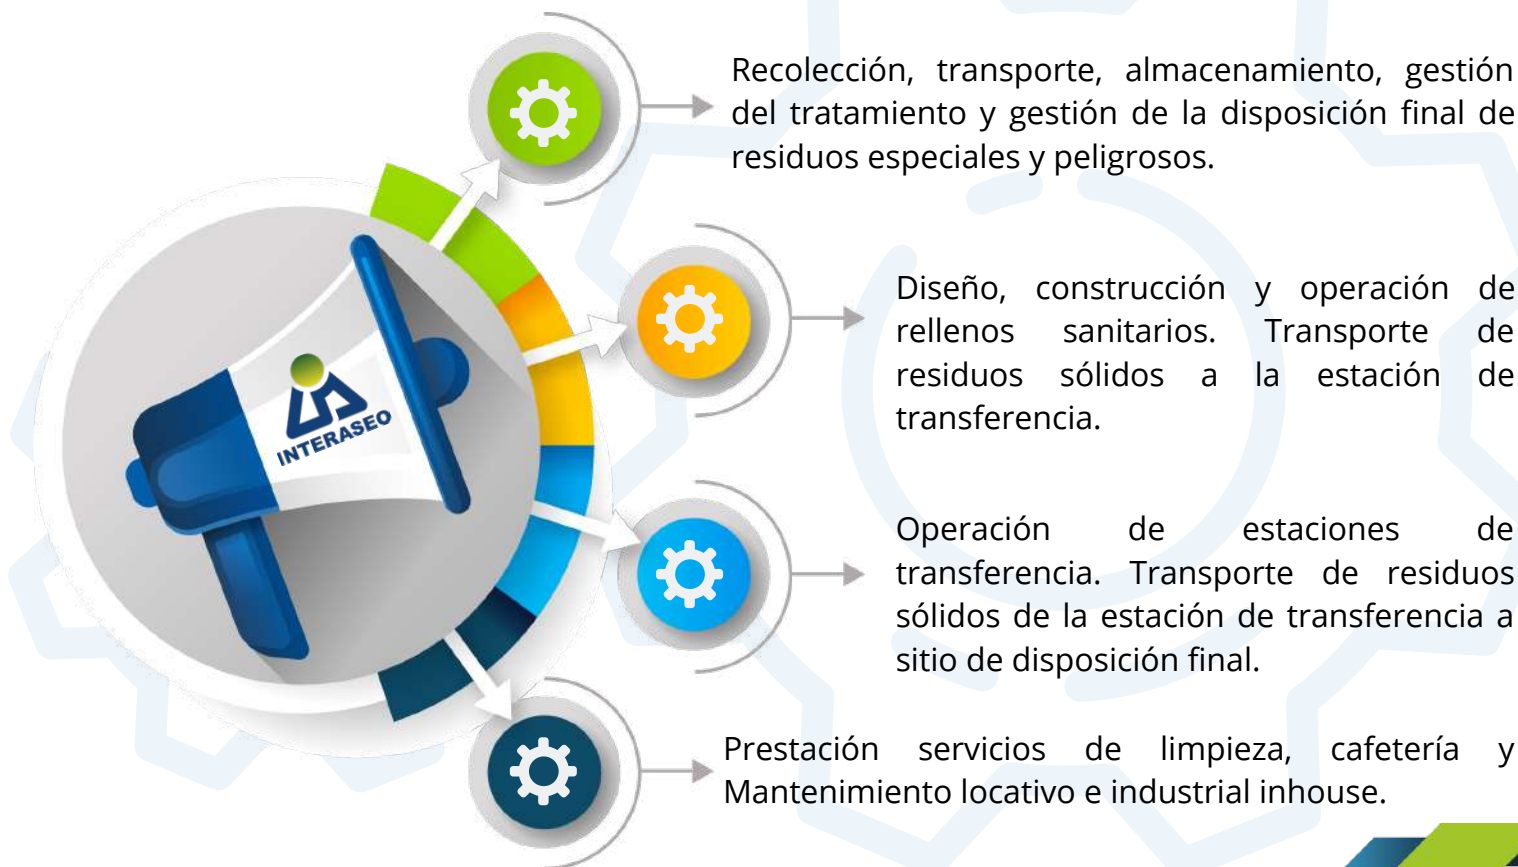 Recolección, transporte, almacenamiento, gestión
del tratamiento y gestión de la disposición final de
residuos especiales y peligrosos.
Diseño, construcción y operación de
rellenos sanitarios. Transporte de
residuos sólidos a la estación de
transferencia.
INTERASEO
Operación de estaciones de
transferencia. Transporte de residuos
sólidos de la estación de transferencia a
sitio de disposición final.
Prestación servicios de limpieza, cafetería y
Mantenimiento locativo e industrial inhouse.